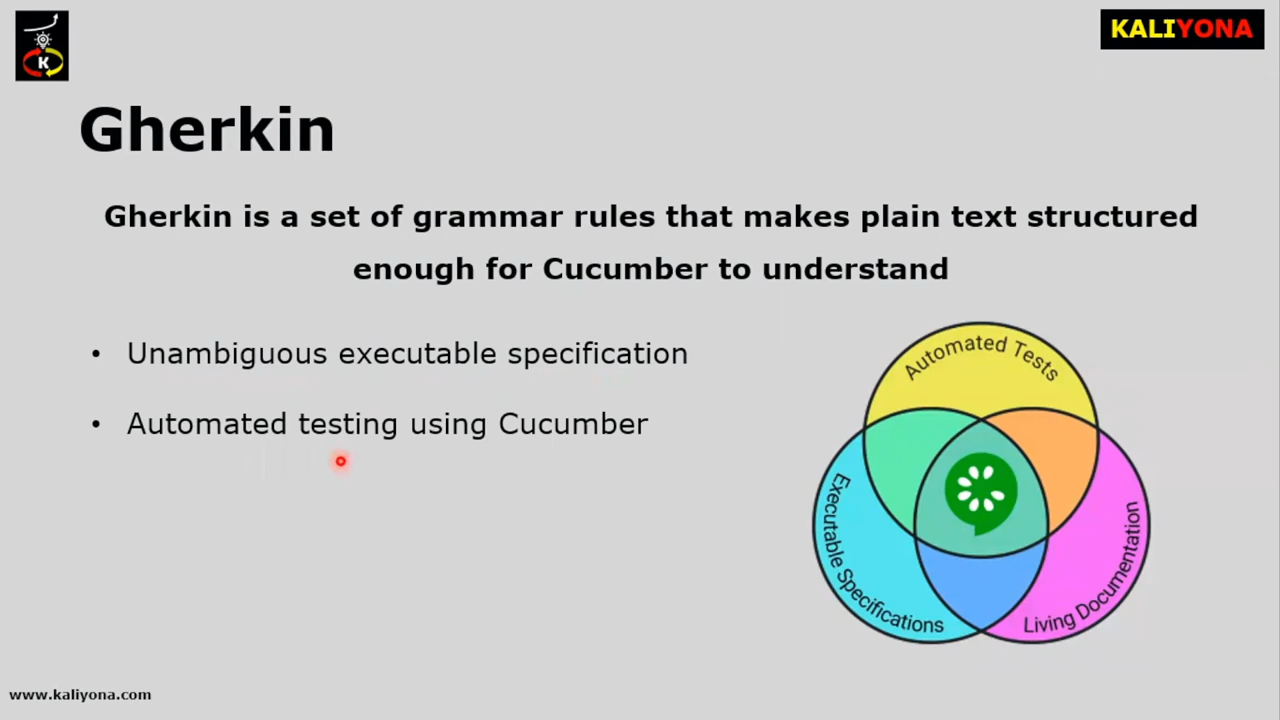 K
KALIYONA
Gherkin
Gherkin is a set of grammar rules that makes plain text structured
enough for Cucumber to understand
• Unambiguous executable specification
• Automated testing using Cucumber
Automated Tests
Executable Specifications
Living Documentation
www.kaliyona.com